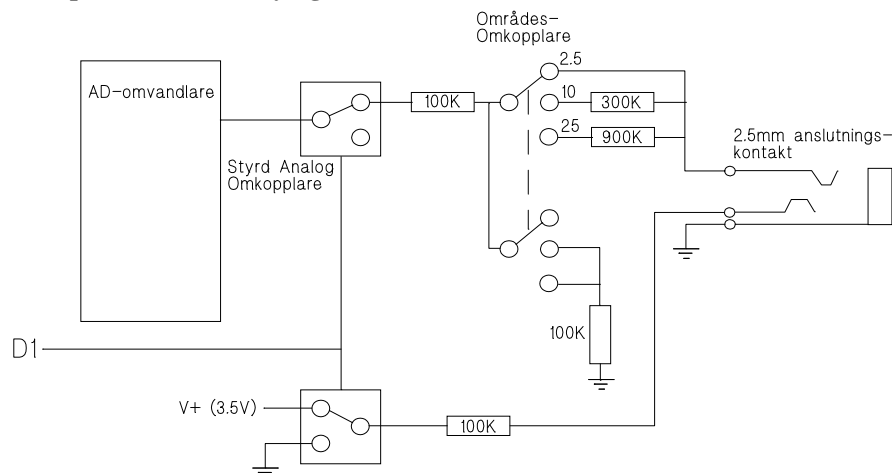 Områdes-
Omkopplare
2.5
AD-omvandlare
100K
10
300K
25
900K
2.5mm anslutnings-
kontakt
Styrd Analog
Omkopplare
100K
D1
V+ (3.5V)
100K